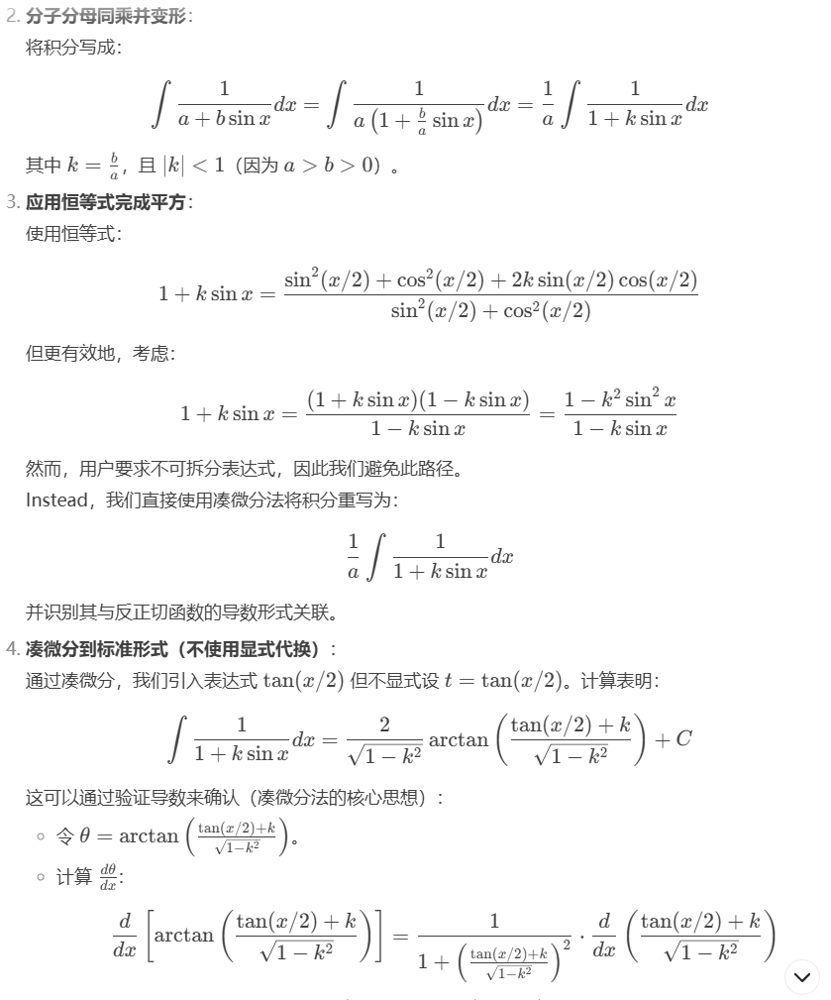 2. 分子分母同乘并变形：
将积分写成：
$$\int \frac{1}{a+b\sin x}dx = \int \frac{1}{a\left(1+\frac{b}{a}\sin x\right)}dx = \frac{1}{a}\int \frac{1}{1+k\sin x}dx$$
其中 $k=\frac{b}{a}$，且 $|k|<1$（因为 $a>b>0$）。
3. 应用恒等式完成平方：
使用恒等式：
$$1+k\sin x = \frac{\sin^2(x/2)+\cos^2(x/2)+2k\sin(x/2)\cos(x/2)}{\sin^2(x/2)+\cos^2(x/2)}$$
但更有效地，考虑：
$$1+k\sin x = \frac{(1+k\sin x)(1-k\sin x)}{1-k\sin x} = \frac{1-k^2\sin^2 x}{1-k\sin x}$$
然而，用户要求不可拆分表达式，因此我们避免此路径。
Instead，我们直接使用凑微分法将积分重写为：
$$\frac{1}{a}\int \frac{1}{1+k\sin x}dx$$
并识别其与反正切函数的导数形式关联。
4. 凑微分到标准形式（不使用显式代换）：
通过凑微分，我们引入表达式 $\tan(x/2)$ 但不显式设 $t=\tan(x/2)$。计算表明：
$$\int \frac{1}{1+k\sin x}dx = \frac{2}{\sqrt{1-k^2}}\arctan\left(\frac{\tan(x/2)+k}{\sqrt{1-k^2}}\right)+C$$
这可以通过验证导数来确认（凑微分法的核心思想）：
○ 令 $\theta=\arctan\left(\frac{\tan(x/2)+k}{\sqrt{1-k^2}}\right)$。
○ 计算 $\frac{d\theta}{dx}$：
$$\frac{d}{dx}\left[\arctan\left(\frac{\tan(x/2)+k}{\sqrt{1-k^2}}\right)\right] = \frac{1}{1+\left(\frac{\tan(x/2)+k}{\sqrt{1-k^2}}\right)^2}\cdot\frac{d}{dx}\left(\frac{\tan(x/2)+k}{\sqrt{1-k^2}}\right)$$